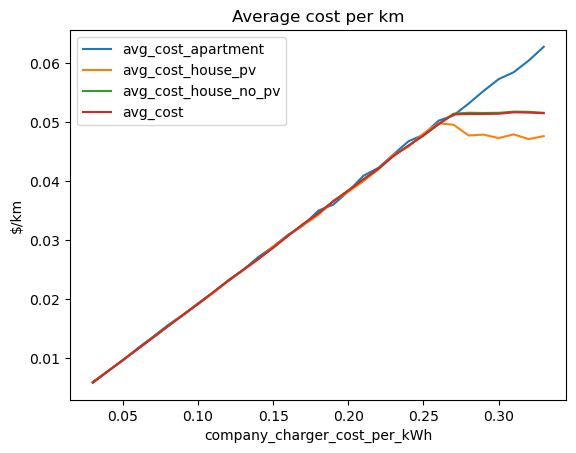 Average cost per km
avg_cost_apartment
avg_cost_house_pv
avg_cost_house_no_pv
avg_cost
0.06
0.05
0.04
0.03
0.02
0.01
$/km
0.05 0.10 0.15 0.20 0.25 0.30
company_charger_cost_per_kWh